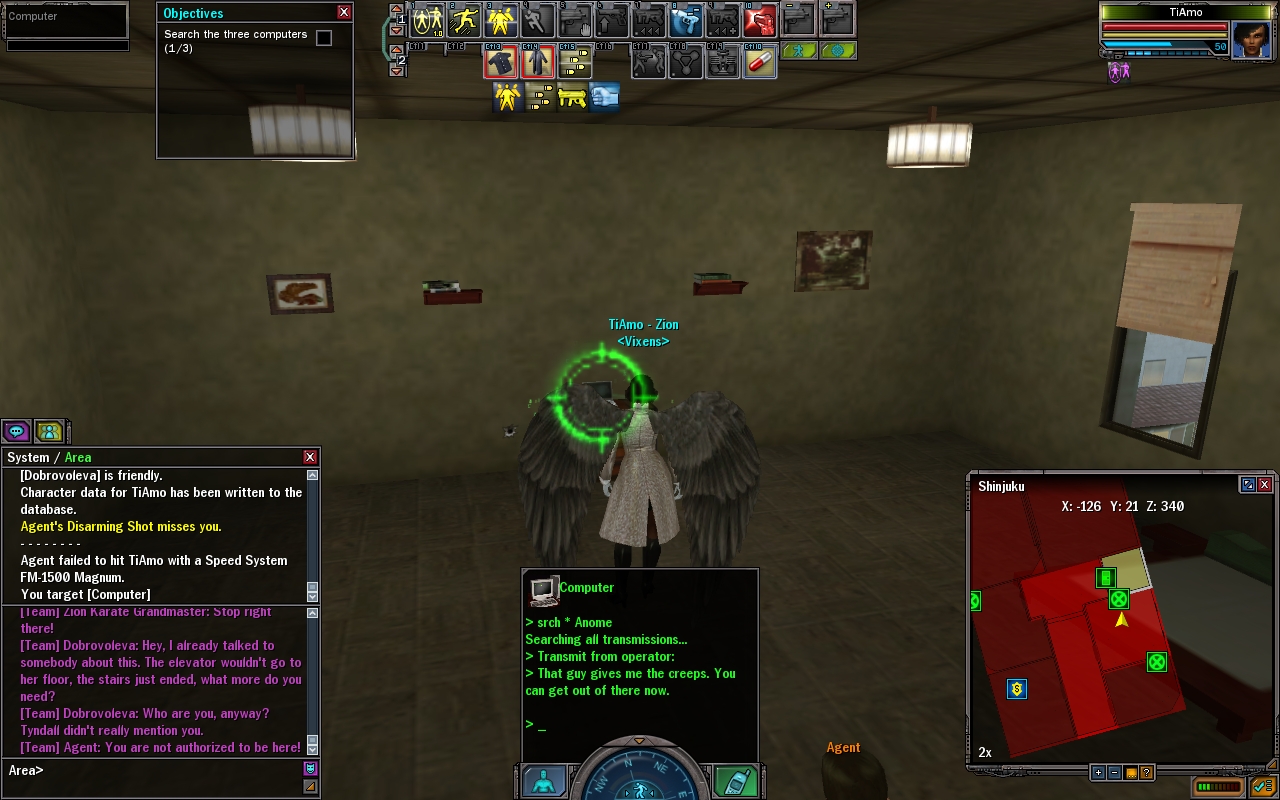 Computer
Objectives
Search the three computers
(1/3)
1
2
TiAmo
50
TiAmo - Zion
<Vixens>
System / Area
[Dobrovoleva] is friendly.
Character data for TiAmo has been written to the
database.
Agent's Disarming Shot misses you.
- - - - - - - -
Agent failed to hit TiAmo with a Speed System
FM-1500 Magnum.
You target [Computer]
[Team] Zion Karate Grandmaster: Stop right
there!
[Team] Dobrovoleva: Hey, I already talked to
somebody about this. The elevator wouldn't go to
her floor, the stairs just ended, what more do you
need?
[Team] Dobrovoleva: Who are you, anyway?
Tyndall didn't really mention you.
[Team] Agent: You are not authorized to be here!
Area>
Computer
> srch * Anome
Searching all transmissions...
> Transmit from operator:
> That guy gives me the creeps. You
can get out of there now.
> _
NW N NE E
Agent
Shinjuku
X: -126 Y: 21 Z: 340
2x